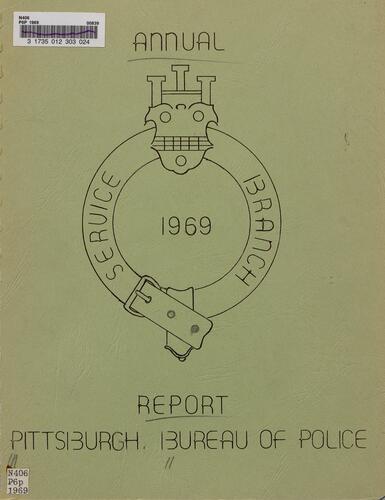 N406
P6P 1969
00839
3 1735 012 303 024
ANNUAL
SERVICE BRANCH
1969
REPORT
PITTSBURGH, BUREAU OF POLICE
N406
P6p
1969